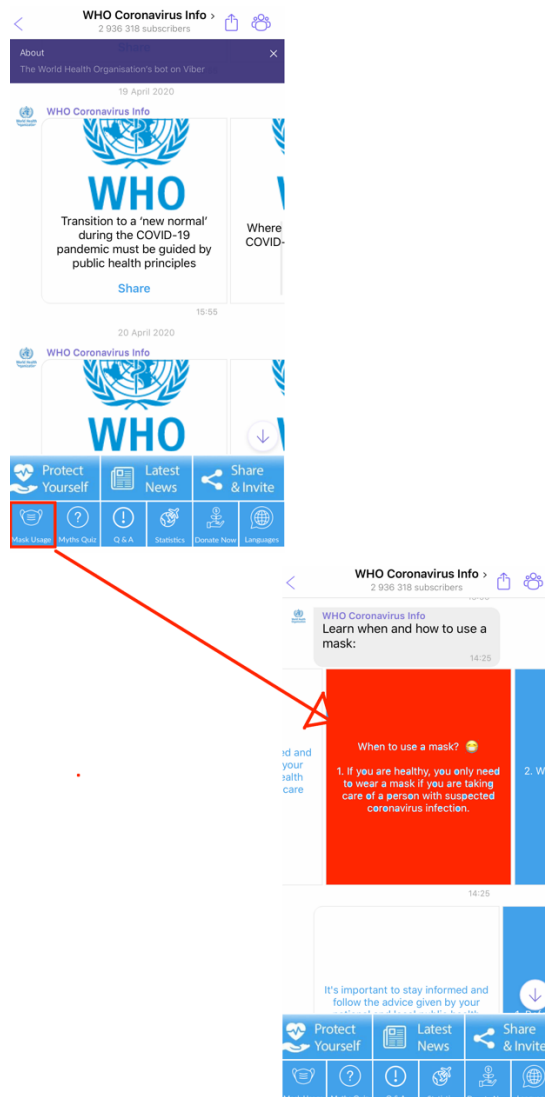 WHO Coronavirus Info >
2 936 318 subscribers
Share
About
The World Health Organisation's bot on Viber
19 April 2020
WHO Coronavirus Info
WHO
Transition to a 'new normal'
during the COVID-19
pandemic must be guided by
public health principles
Share
Where
COVID-
15:55
20 April 2020
WHO Coronavirus Info
WHO
Protect
Yourself
Latest
News
Share
& Invite
Mask Usage
Myths Quiz
Q & A
Statistics
Donate Now
Languages
WHO Coronavirus Info >
2 936 318 subscribers
WHO Coronavirus Info
Learn when and how to use a
mask:
14:25
ed and
your
ealth
care
When to use a mask? 😷
1. If you are healthy, you only need
to wear a mask if you are taking
care of a person with suspected
coronavirus infection.
2. W
14:25
It's important to stay informed and
follow the advice given by your
Protect
Yourself
Latest
News
Share
& Invite